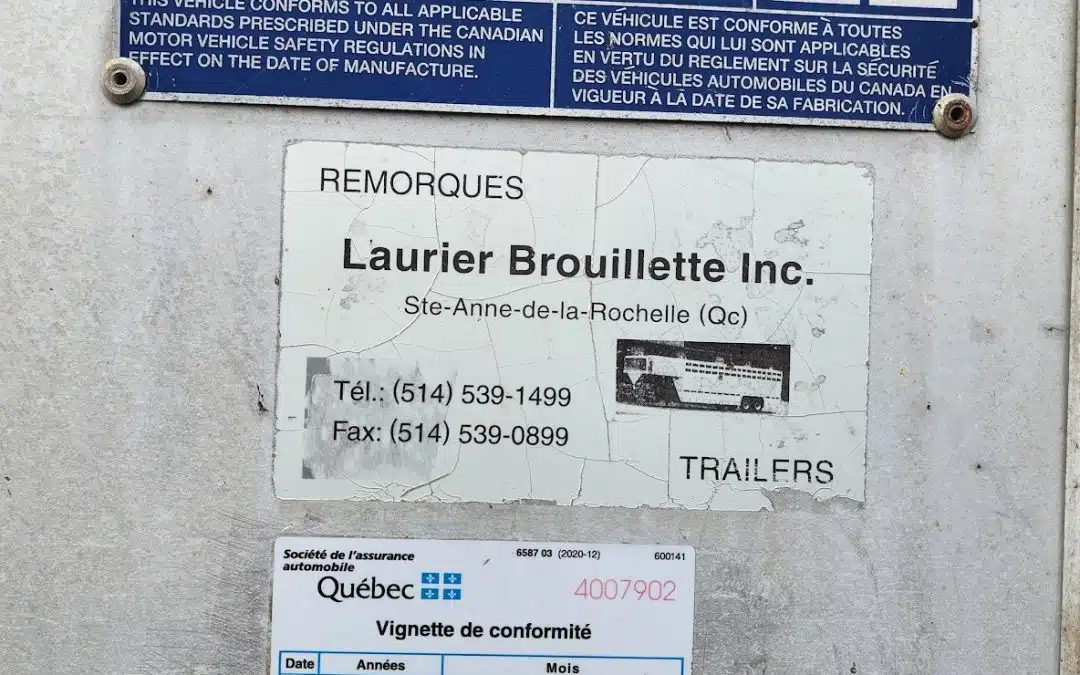 THIS VEHICLE CONFORMS TO ALL APPLICABLE
STANDARDS PRESCRIBED UNDER THE CANADIAN
MOTOR VEHICLE SAFETY REGULATIONS IN
EFFECT ON THE DATE OF MANUFACTURE.
CE VÉHICULE EST CONFORME À TOUTES
LES NORMES QUI LUI SONT APPLICABLES
EN VERTU DU REGLEMENT SUR LA SÉCURITÉ
DES VÉHICULES AUTOMOBILES DU CANADA EN
VIGUEUR À LA DATE DE SA FABRICATION.
REMORQUES
Laurier Brouillette Inc.
Ste-Anne-de-la-Rochelle (Qc)
Tél.: (514) 539-1499
Fax: (514) 539-0899
TRAILERS
Société de l'assurance
automobile
Québec
6587 03 (2020-12)
600141
4007902
Vignette de conformité
Date Années Mois